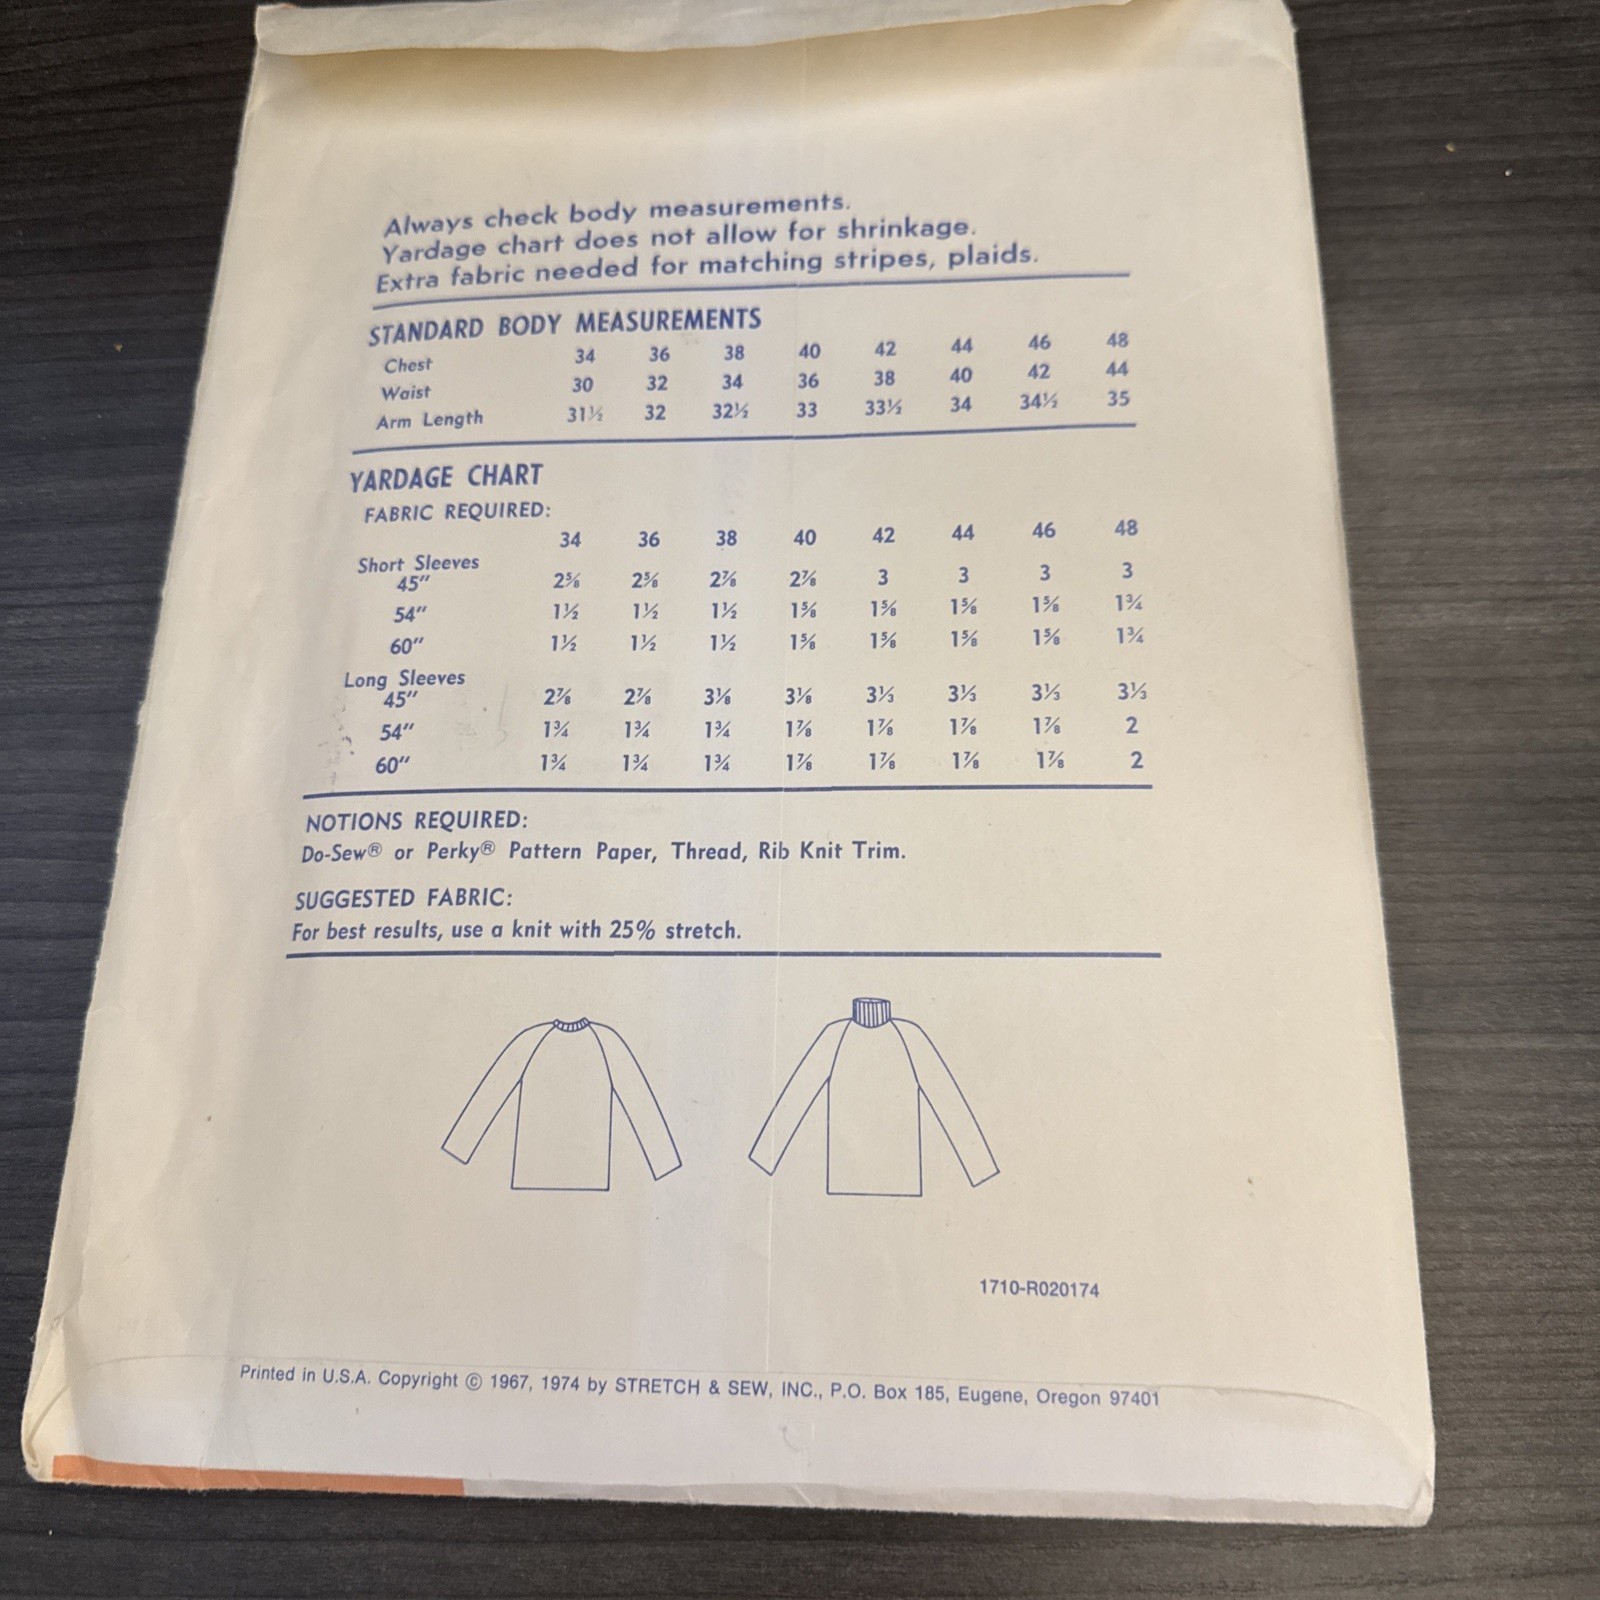 Always check body measurements.
Yardage chart does not allow for shrinkage.
Extra fabric needed for matching stripes, plaids.
STANDARD BODY MEASUREMENTS
Chest 34 36 38 40 42 44 46 48
Waist 30 32 34 36 38 40 42 44
Arm Length 31½ 32 32½ 33 33½ 34 34½ 35
YARDAGE CHART
FABRIC REQUIRED:
34 36 38 40 42 44 46 48
Short Sleeves
45" 2⅝ 2⅝ 2⅞ 2⅞ 3 3 3 3
54" 1½ 1½ 1½ 1⅝ 1⅝ 1⅝ 1⅝ 1¾
60" 1½ 1½ 1½ 1⅝ 1⅝ 1⅝ 1⅝ 1¾
Long Sleeves
45" 2⅞ 2⅞ 3⅛ 3⅛ 3⅓ 3⅓ 3⅓ 3⅓
54" 1¾ 1¾ 1¾ 1⅞ 1⅞ 1⅞ 1⅞ 2
60" 1¾ 1¾ 1¾ 1⅞ 1⅞ 1⅞ 1⅞ 2
NOTIONS REQUIRED:
Do-Sew® or Perky® Pattern Paper, Thread, Rib Knit Trim.
SUGGESTED FABRIC:
For best results, use a knit with 25% stretch.
1710-R020174
Printed in U.S.A. Copyright © 1967, 1974 by STRETCH & SEW, INC., P.O. Box 185, Eugene, Oregon 97401